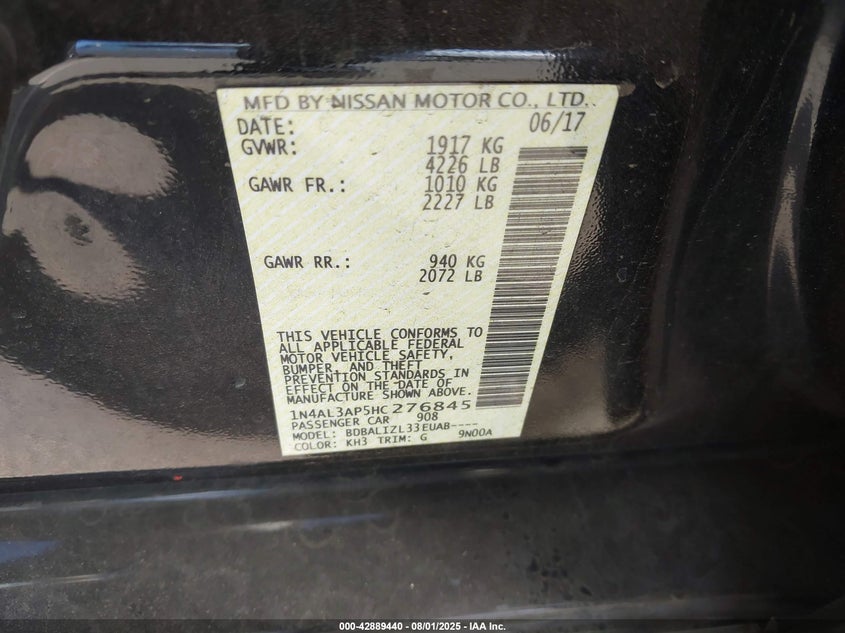 MFD BY NISSAN MOTOR CO., LTD.
DATE: 06/17
GVWR: 1917 KG
4226 LB
GAWR FR.: 1010 KG
2227 LB
GAWR RR.: 940 KG
2072 LB
THIS VEHICLE CONFORMS TO
ALL APPLICABLE FEDERAL
MOTOR VEHICLE SAFETY,
BUMPER, AND THEFT
PREVENTION STANDARDS IN
EFFECT ON THE DATE OF
MANUFACTURE SHOWN ABOVE.
1N4AL3AP5HC276845
PASSENGER CAR 908
MODEL: BDBALIZL33EUAB----
COLOR: KH3 TRIM: G 9N00A
000-42889440 - 08/01/2025 - IAA Inc.